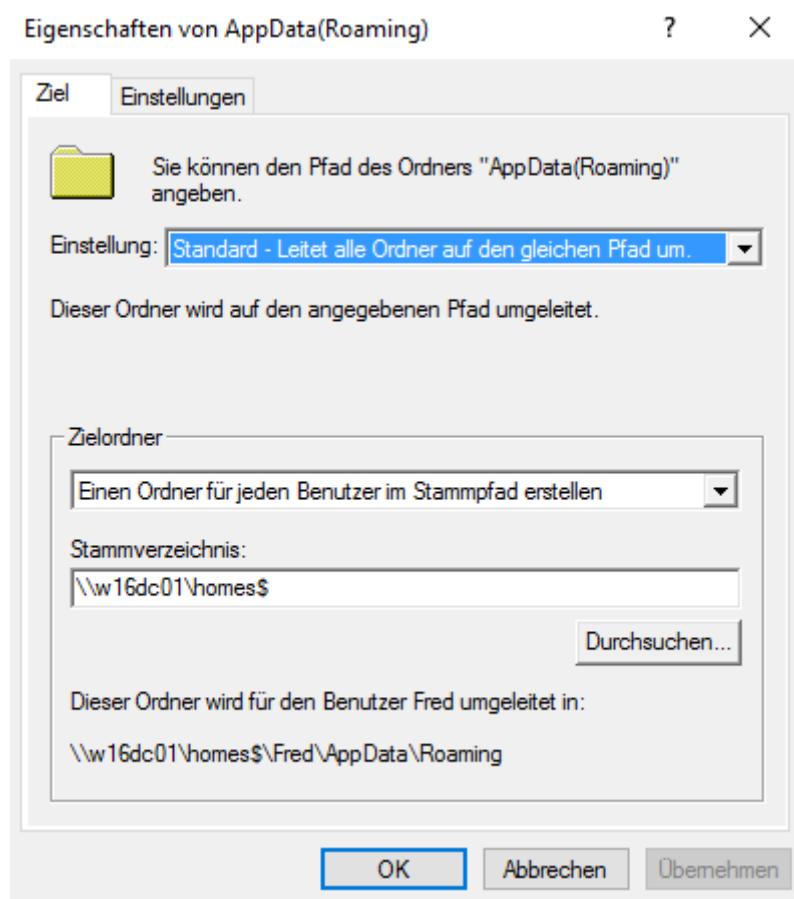 Eigenschaften von AppData(Roaming)
Ziel
Einstellungen
Sie können den Pfad des Ordners "AppData(Roaming)"
angeben.
Einstellung:
Standard - Leitet alle Ordner auf den gleichen Pfad um.
Dieser Ordner wird auf den angegebenen Pfad umgeleitet.
Zielordner
Einen Ordner für jeden Benutzer im Stammpfad erstellen
Stammverzeichnis:
\\w16dc01\homes$
Durchsuchen...
Dieser Ordner wird für den Benutzer Fred umgeleitet in:
\\w16dc01\homes$\Fred\AppData\Roaming
OK
Abbrechen
Übernehmen